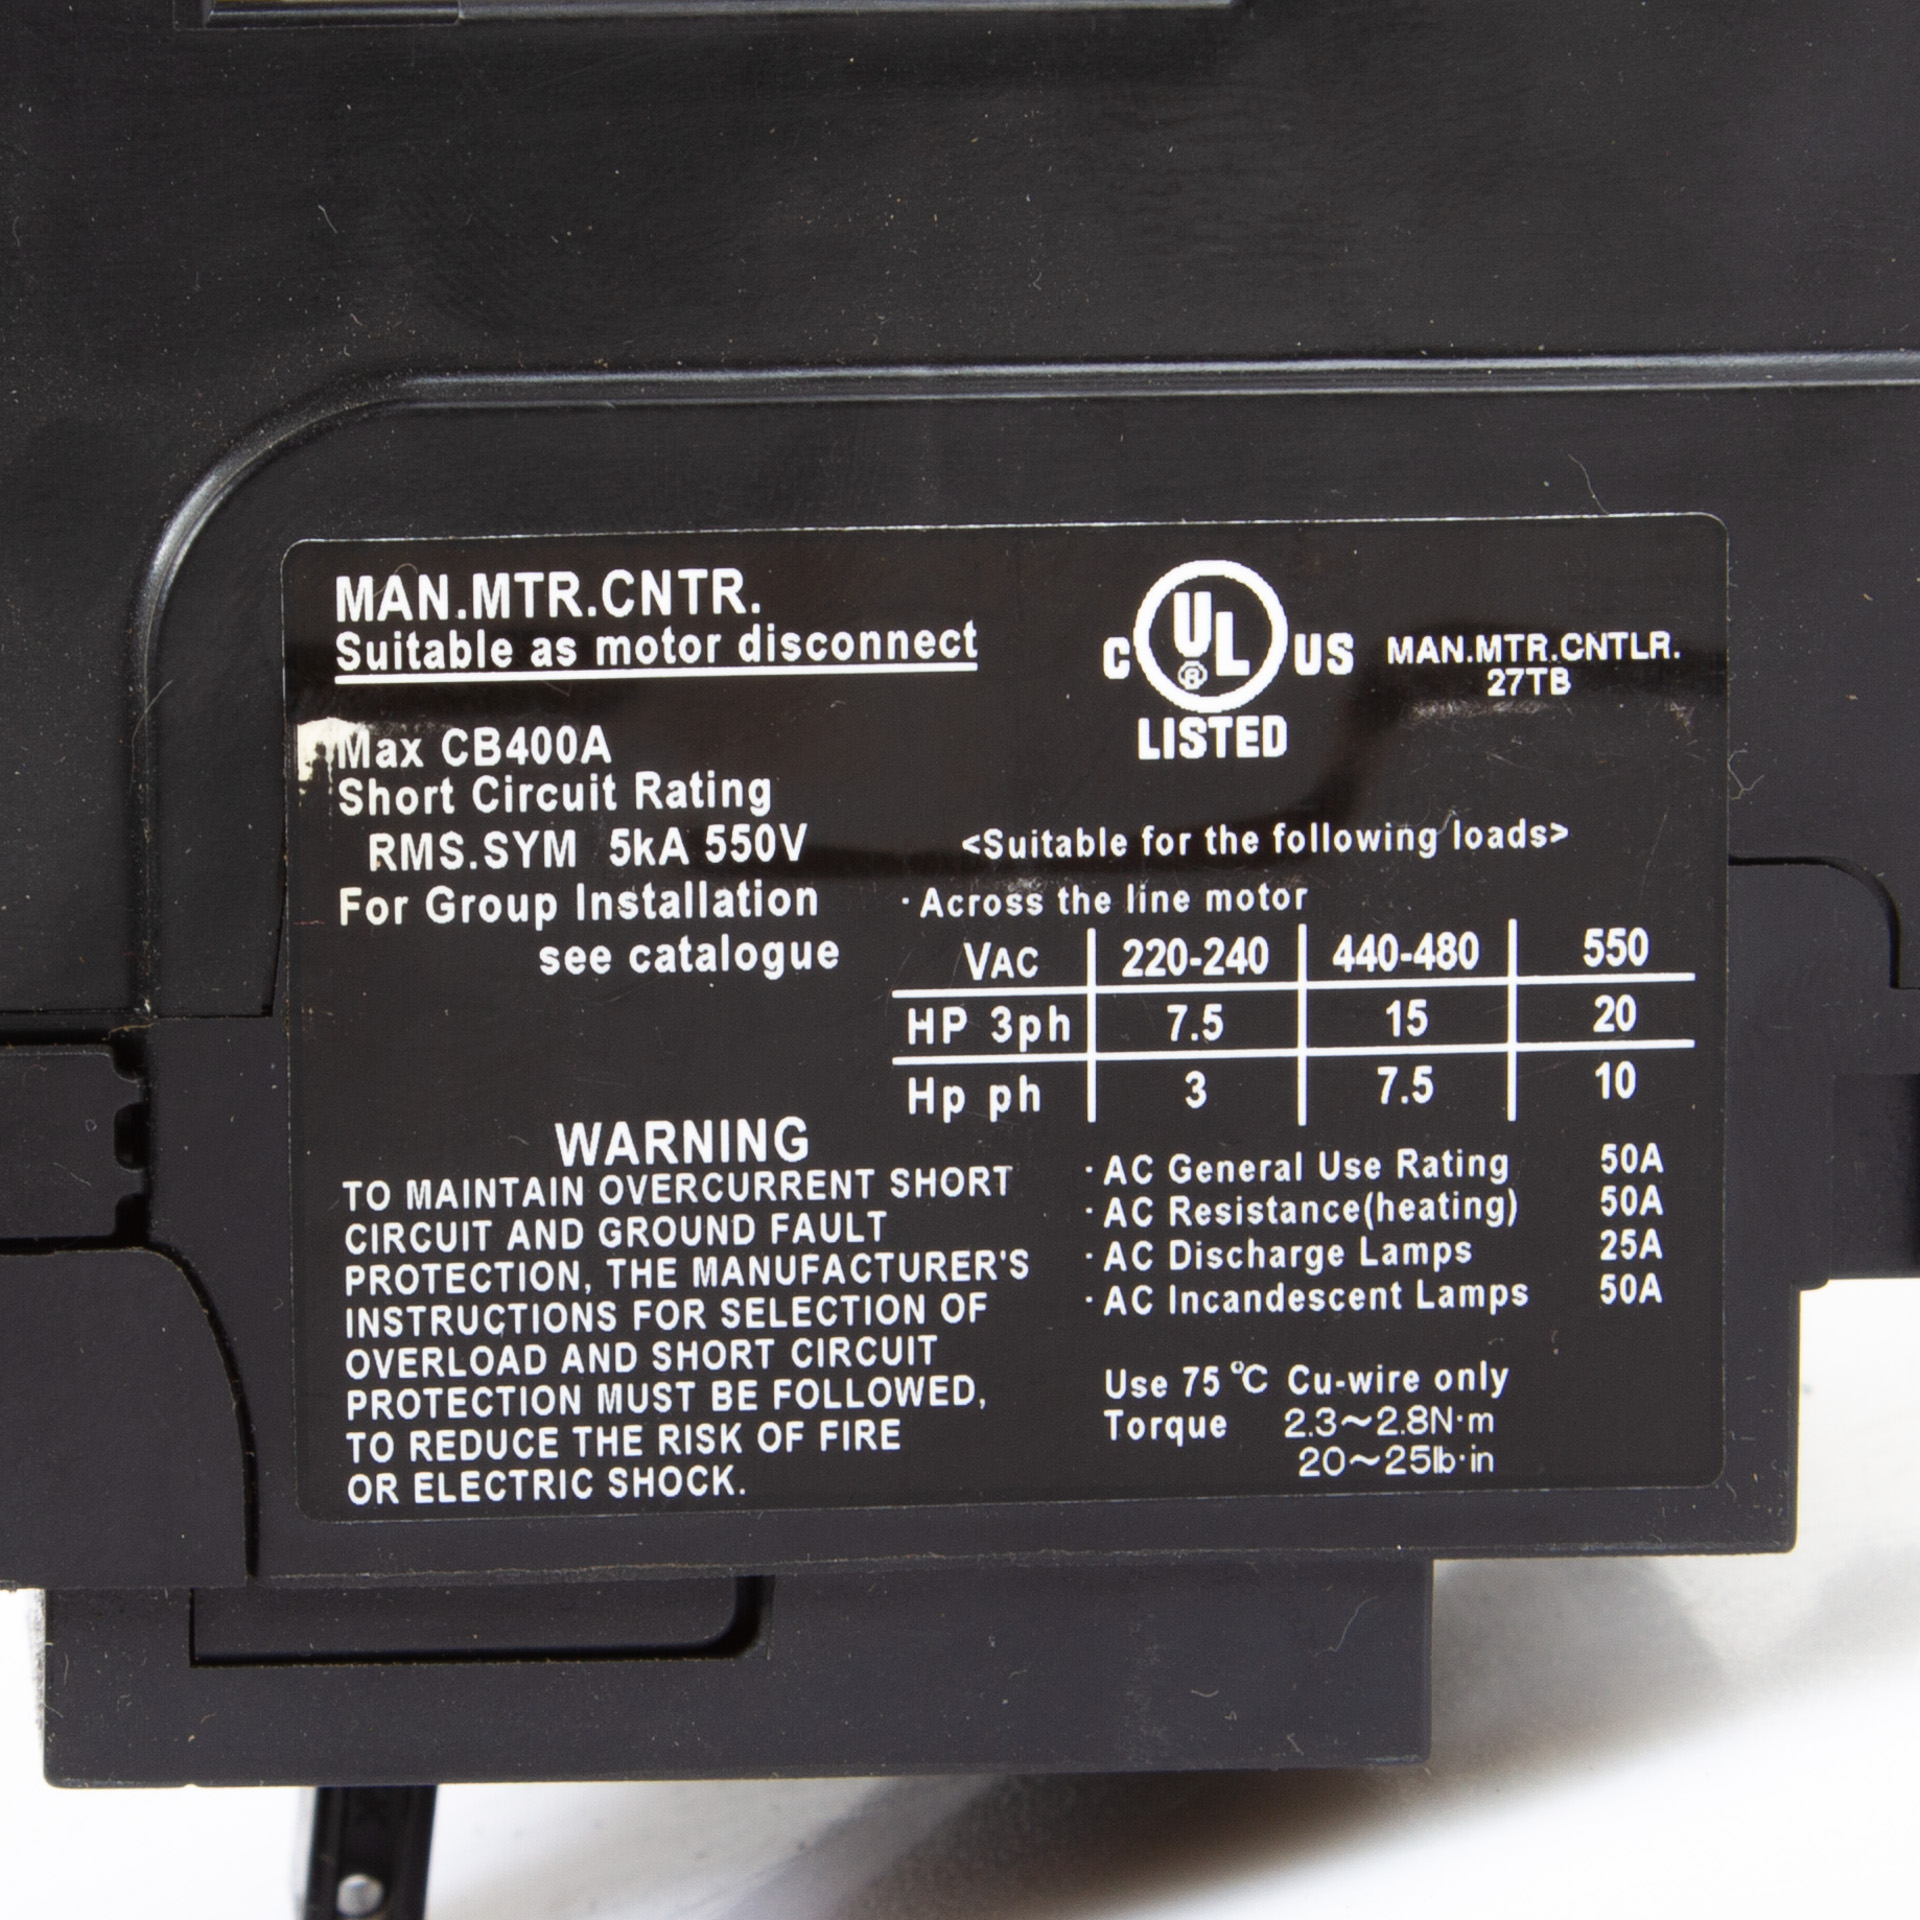 MAN.MTR.CNTR.
Suitable as motor disconnect
C UL ® US
LISTED
MAN.MTR.CNTLR.
27TB
Max CB400A
Short Circuit Rating
RMS.SYM 5kA 550V
For Group Installation
see catalogue
<Suitable for the following loads>
· Across the line motor
VAC 220-240 440-480 550
HP 3ph 7.5 15 20
Hp ph 3 7.5 10
WARNING
TO MAINTAIN OVERCURRENT SHORT
CIRCUIT AND GROUND FAULT
PROTECTION, THE MANUFACTURER'S
INSTRUCTIONS FOR SELECTION OF
OVERLOAD AND SHORT CIRCUIT
PROTECTION MUST BE FOLLOWED,
TO REDUCE THE RISK OF FIRE
OR ELECTRIC SHOCK.
· AC General Use Rating 50A
· AC Resistance(heating) 50A
· AC Discharge Lamps 25A
· AC Incandescent Lamps 50A
Use 75 °C Cu-wire only
Torque 2.3~2.8N·m
20~25lb·in